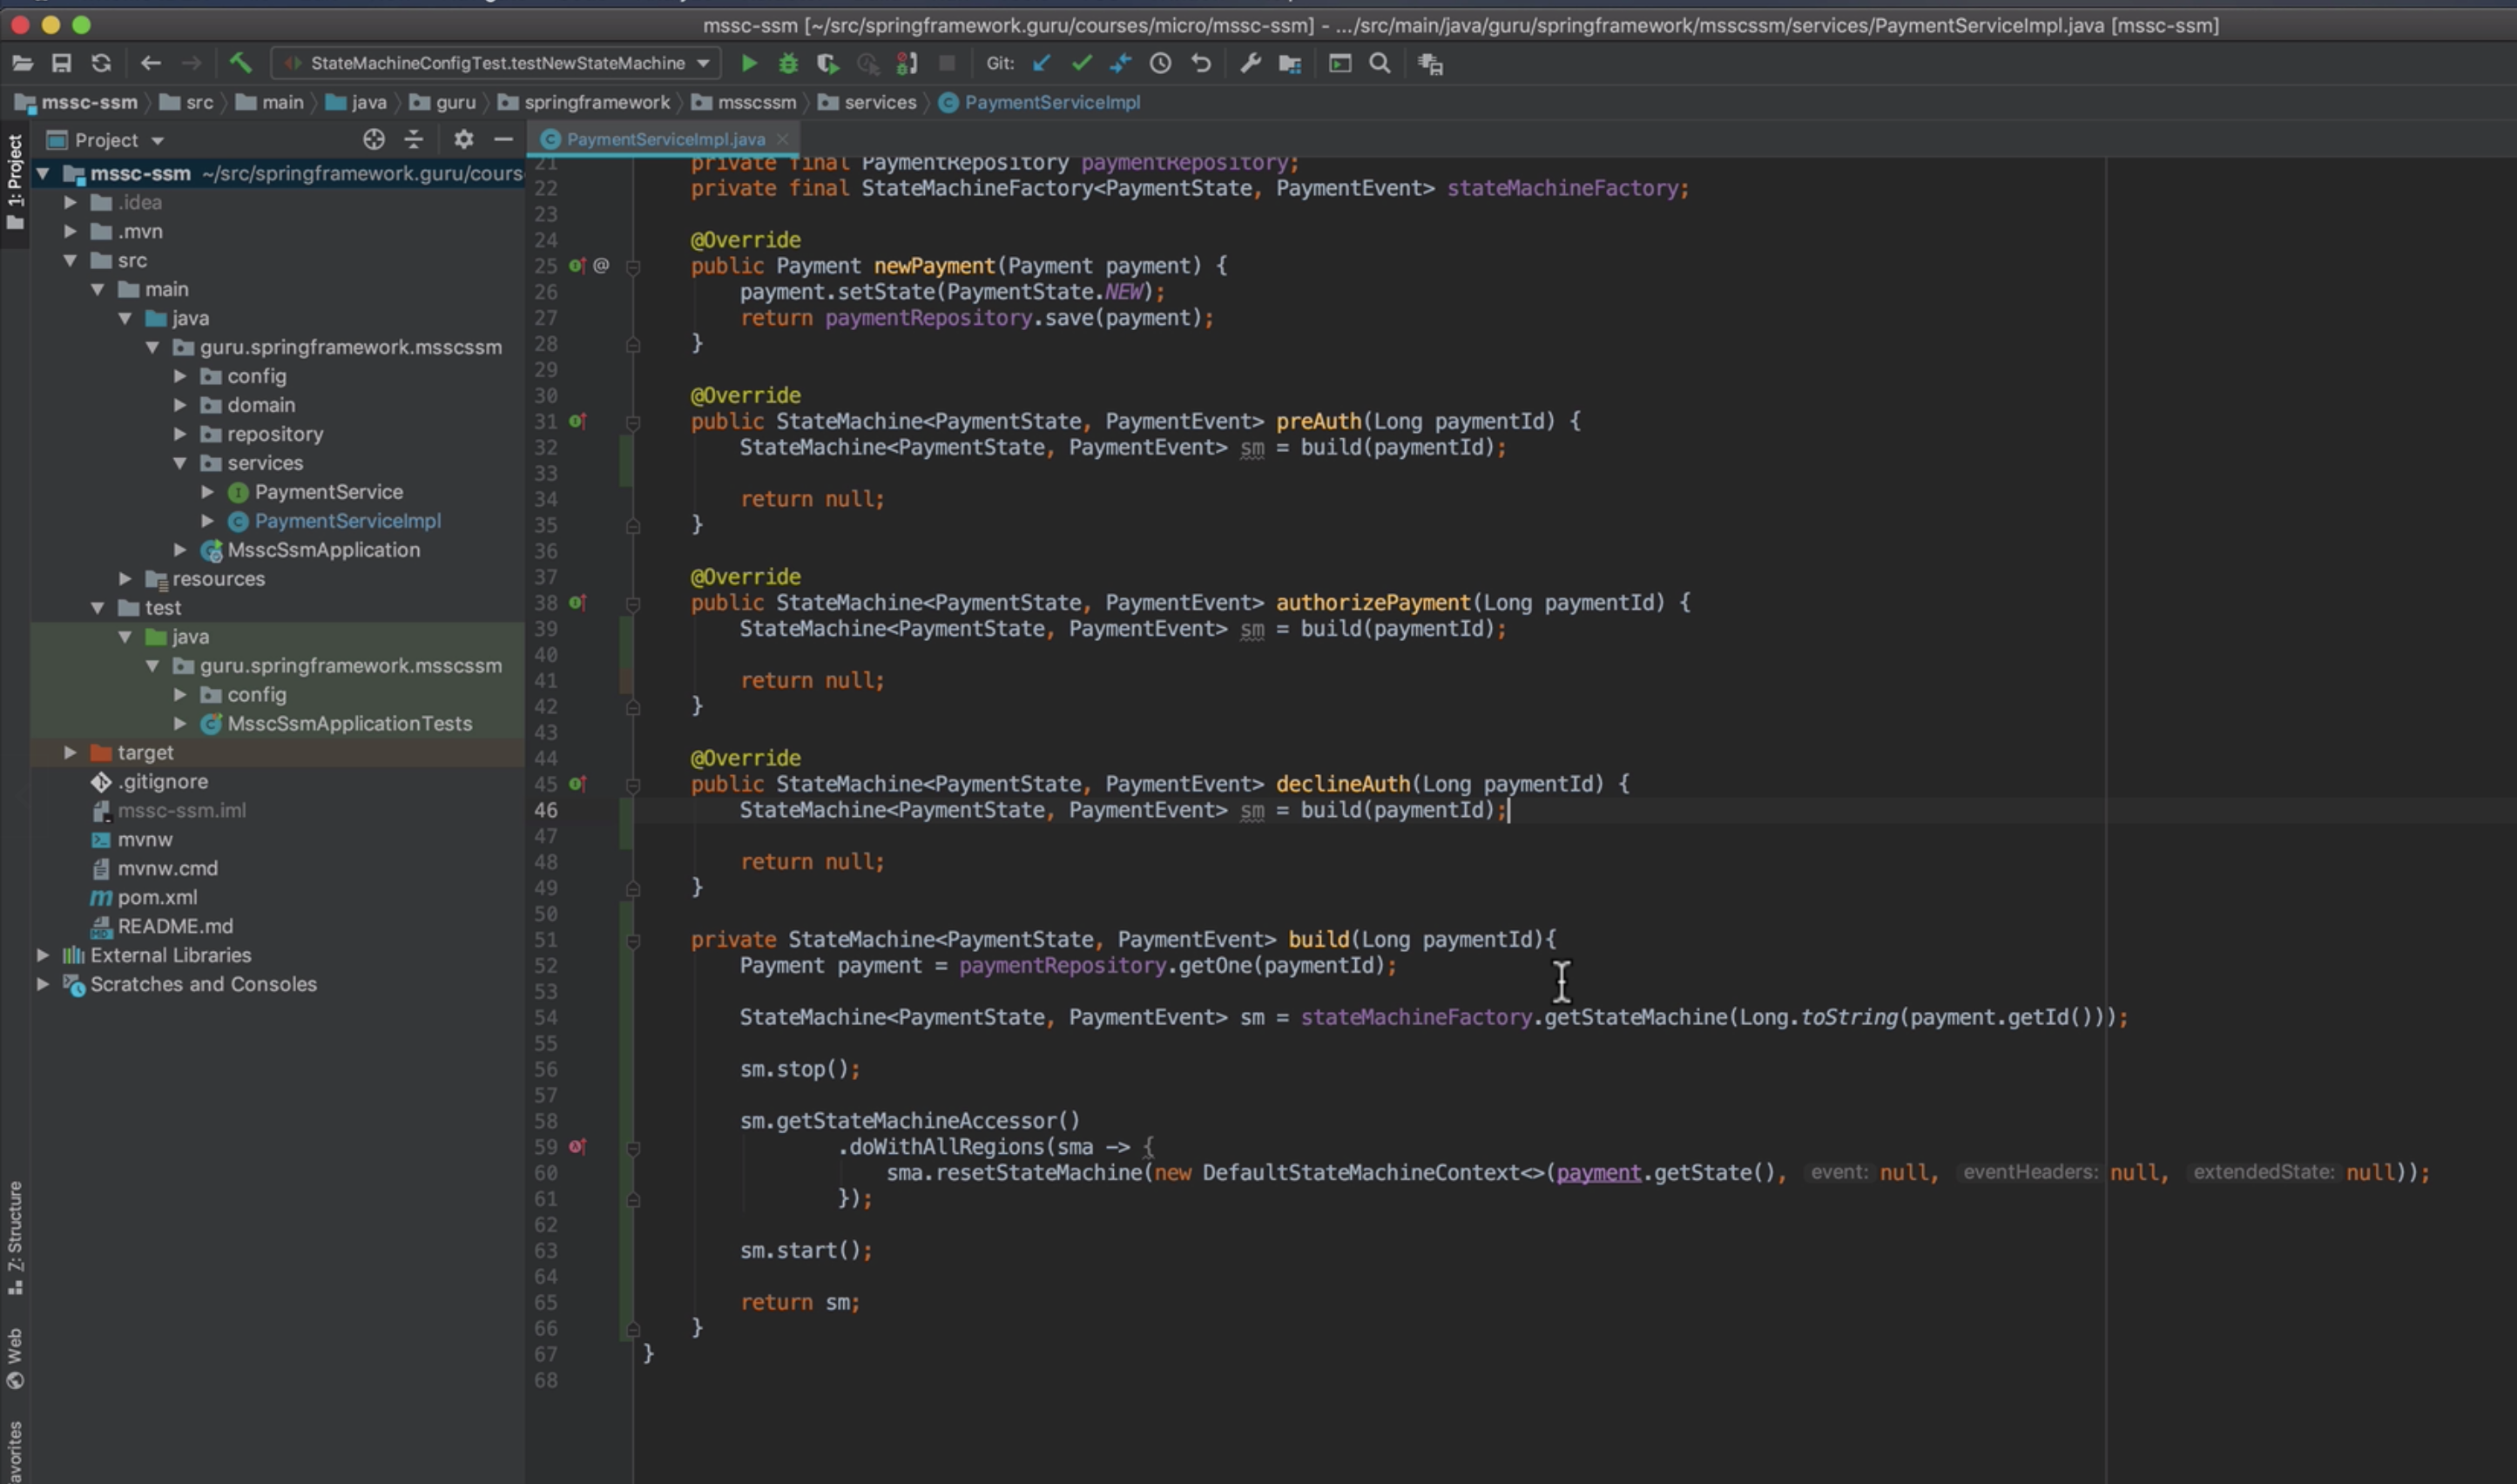 mssc-ssm [~/src/springframework.guru/courses/micro/mssc-ssm] - .../src/main/java/guru/springframework/msscssm/services/PaymentServiceImpl.java [mssc-ssm]
StateMachineConfigTest.testNewStateMachine
Git:
mssc-ssm
src
main
java
guru
springframework
msscssm
services
PaymentServiceImpl
1: Project
Project
PaymentServiceImpl.java
mssc-ssm ~/src/springframework.guru/cours
.idea
.mvn
src
main
java
guru.springframework.msscssm
config
domain
repository
services
PaymentService
PaymentServiceImpl
MsscSsmApplication
resources
test
java
guru.springframework.msscssm
config
MsscSsmApplicationTests
target
.gitignore
mssc-ssm.iml
mvnw
mvnw.cmd
pom.xml
README.md
External Libraries
Scratches and Consoles
Z: Structure
Web
avorites
21 private final PaymentRepository paymentRepository;
22 private final StateMachineFactory<PaymentState, PaymentEvent> stateMachineFactory;
23
24 @Override
25 public Payment newPayment(Payment payment) {
26 payment.setState(PaymentState.NEW);
27 return paymentRepository.save(payment);
28 }
29
30 @Override
31 public StateMachine<PaymentState, PaymentEvent> preAuth(Long paymentId) {
32 StateMachine<PaymentState, PaymentEvent> sm = build(paymentId);
33
34 return null;
35 }
36
37 @Override
38 public StateMachine<PaymentState, PaymentEvent> authorizePayment(Long paymentId) {
39 StateMachine<PaymentState, PaymentEvent> sm = build(paymentId);
40
41 return null;
42 }
43
44 @Override
45 public StateMachine<PaymentState, PaymentEvent> declineAuth(Long paymentId) {
46 StateMachine<PaymentState, PaymentEvent> sm = build(paymentId);
47
48 return null;
49 }
50
51 private StateMachine<PaymentState, PaymentEvent> build(Long paymentId){
52 Payment payment = paymentRepository.getOne(paymentId);
53
54 StateMachine<PaymentState, PaymentEvent> sm = stateMachineFactory.getStateMachine(Long.toString(payment.getId()));
55
56 sm.stop();
57
58 sm.getStateMachineAccessor()
59 .doWithAllRegions(sma -> {
60 sma.resetStateMachine(new DefaultStateMachineContext<>(payment.getState(), event: null, eventHeaders: null, extendedState: null));
61 });
62
63 sm.start();
64
65 return sm;
66 }
67 }
68